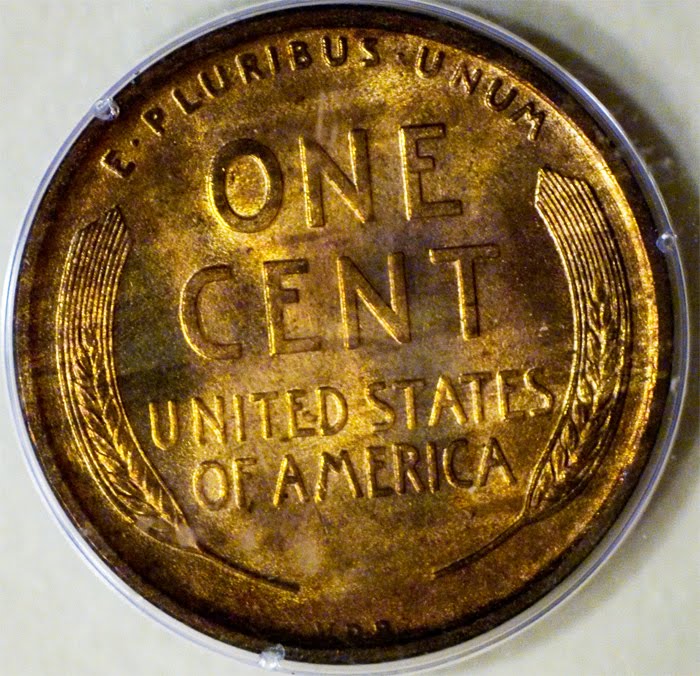 E·PLURIBUS·UNUM
ONE
CENT
UNITED STATES
OF AMERICA
V.D.B.